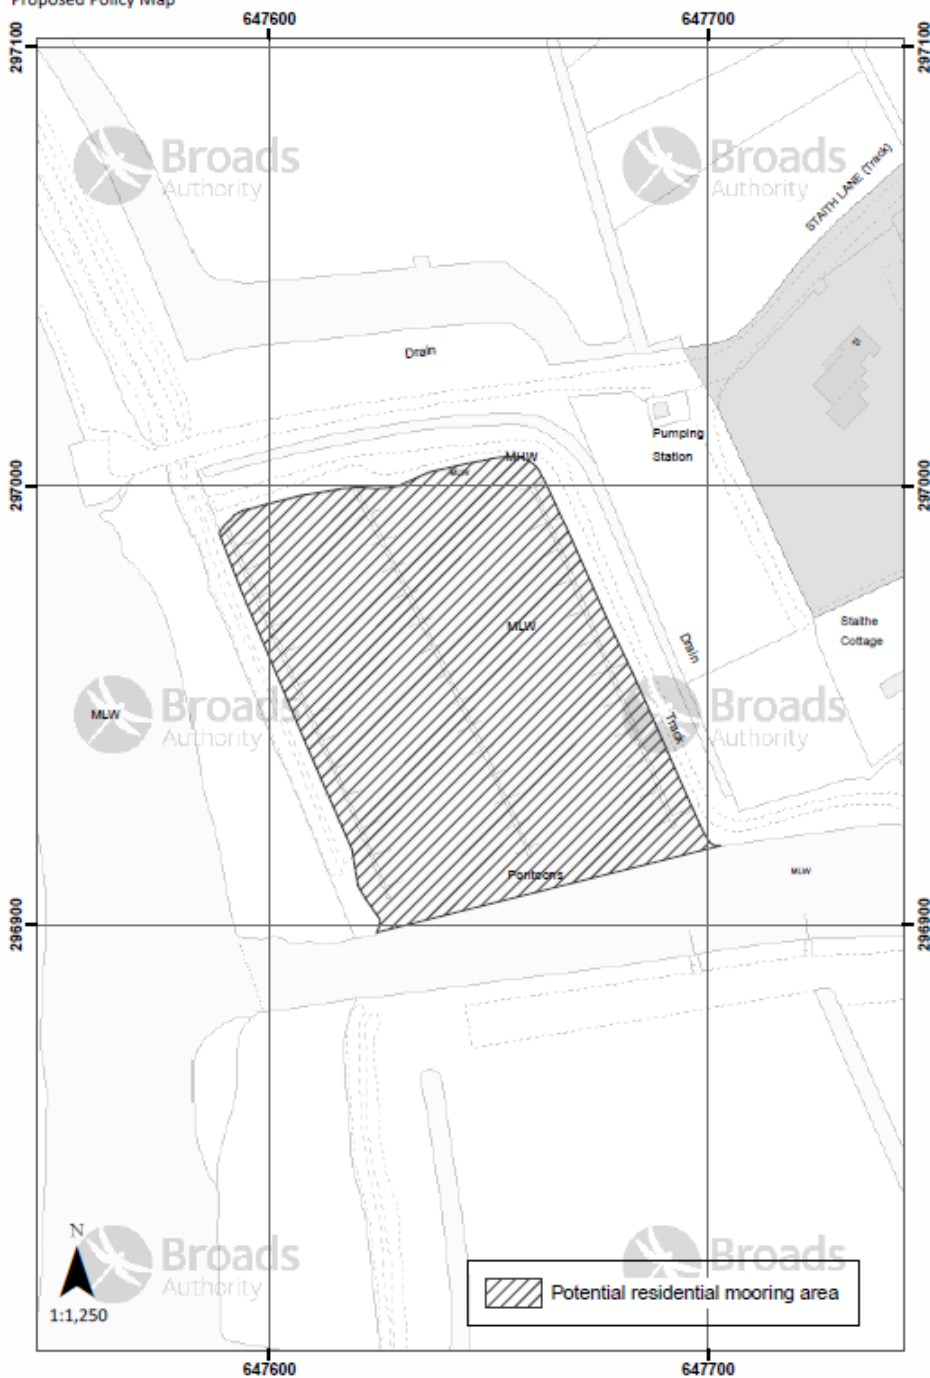 Proposed Policy Map
647600
647700
297100
297100
Broads
Authority
Broads
Authority
STAITH LANE (Track)
Drain
Pumping
Station
MHW
MLW
297000
297000
MLW
Staithe
Cottage
Drain
MLW
Broads
Authority
Broads
Authority
Track
Pontoons
MLW
296900
296900
N
1:1,250
Broads
Authority
Broads
Potential residential mooring area
647600
647700